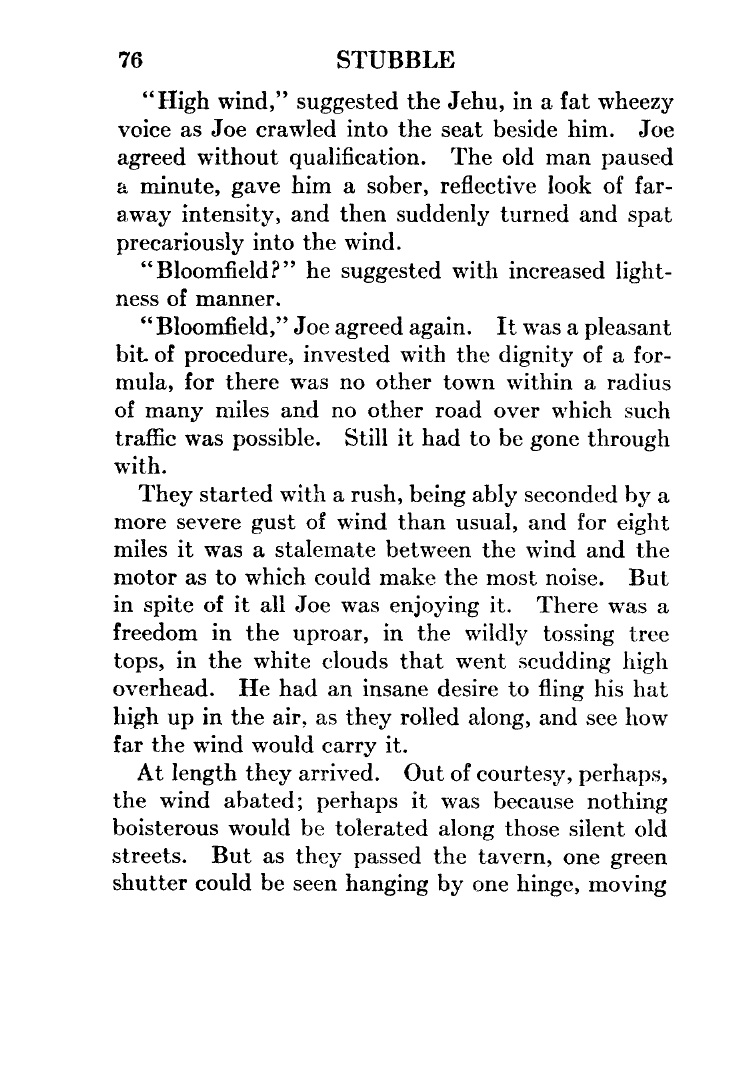 76 STUBBLE
“High wind,” suggested the Jehu, in a fat wheezy
voice as Joe crawled into the seat beside him. Joe
agreed without qualification. The old man paused
a minute, gave him a sober, reflective look of far-
away intensity, and then suddenly turned and spat
precariously into the wind.
“Bloomfield?” he suggested with increased light-
ness of manner.
“Bloomfield,” Joe agreed again. It was a pleasant
bit of procedure, invested with the dignity of a for-
mula, for there was no other town within a radius
of many miles and no other road over which such
traffic was possible. Still it had to be gone through
with.
They started with a rush, being ably seconded by a
more severe gust of wind than usual, and for eight
miles it was a stalemate between the wind and the
motor as to which could make the most noise. But
in spite of it all Joe was enjoying it. There was a
freedom in the uproar, in the wildly tossing tree
tops, in the white clouds that went scudding high
overhead. He had an insane desire to fling his hat
high up in the air, as they rolled along, and see how
far the wind would carry it.
At length they arrived. Out of courtesy, perhaps,
the wind abated; perhaps it was because nothing
boisterous would be tolerated along those silent old
streets. But as they passed the tavern, one green
shutter could be seen hanging by one hinge, moving